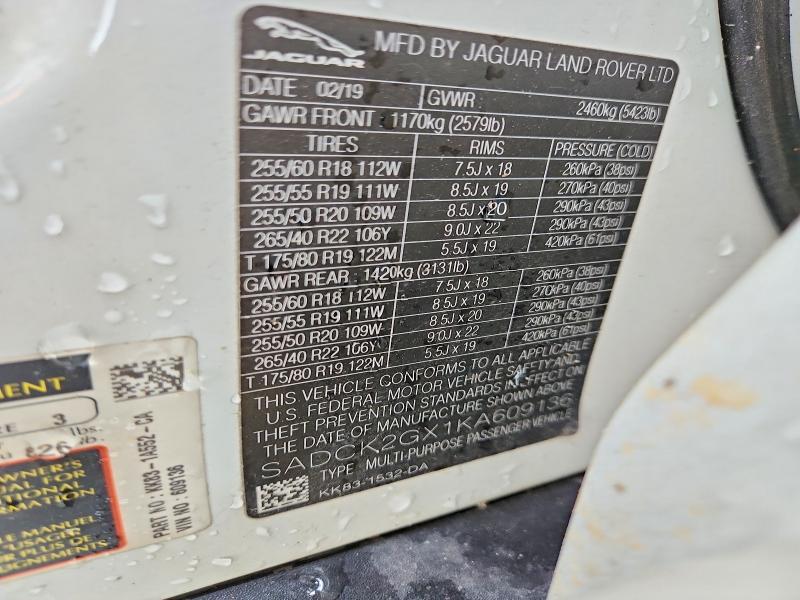 JAGUAR
MFD BY JAGUAR LAND ROVER LTD
DATE : 02/19 GVWR : 2460kg (5423lb)
GAWR FRONT : 1170kg (2579lb)
TIRES RIMS PRESSURE (COLD)
255/60 R18 112W 7.5J x 18 260kPa (38psi)
255/55 R19 111W 8.5J x 19 270kPa (40psi)
255/50 R20 109W 8.5J x 20 290kPa (43psi)
265/40 R22 106Y 9.0J x 22 290kPa (43psi)
T 175/80 R19 122M 5.5J x 19 420kPa (61psi)
GAWR REAR : 1420kg (3131lb)
255/60 R18 112W 7.5J x 18 260kPa (38psi)
255/55 R19 111W 8.5J x 19 270kPa (40psi)
255/50 R20 109W 8.5J x 20 290kPa (43psi)
265/40 R22 106Y 9.0J x 22 290kPa (43psi)
T 175/80 R19 122M 5.5J x 19 420kPa (61psi)
THIS VEHICLE CONFORMS TO ALL APPLICABLE
U.S. FEDERAL MOTOR VEHICLE SAFETY AND
THEFT PREVENTION STANDARDS IN EFFECT ON
THE DATE OF MANUFACTURE SHOWN ABOVE
SADCK2GX1KA609136
TYPE : MULTI-PURPOSE PASSENGER VEHICLE
KK83-1532-DA
3
lbs.
lb.
OWNER'S
FOR
MANUEL
PLUS DE
PART NO : KK83-1A552-CA
VIN NO : 609136